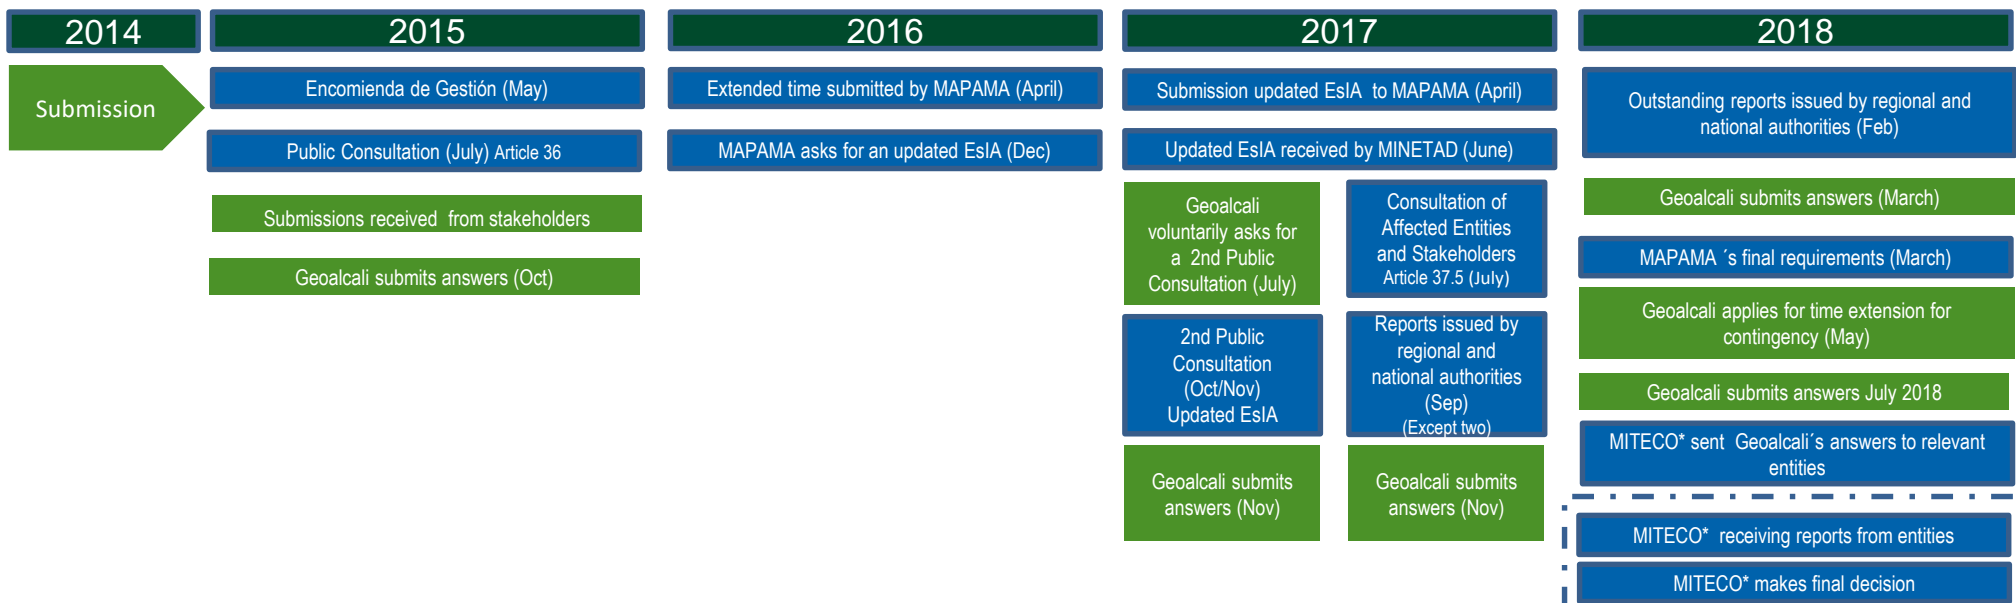 2014
2015
2016
2017
2018
Submission
Encomienda de Gestión (May)
Public Consultation (July) Article 36
Submissions received from stakeholders
Geoalcali submits answers (Oct)
Extended time submitted by MAPAMA (April)
MAPAMA asks for an updated EsIA (Dec)
Submission updated EsIA to MAPAMA (April)
Updated EsIA received by MINETAD (June)
Geoalcali
voluntarily asks for
a 2nd Public
Consultation (July)
2nd Public
Consultation
(Oct/Nov)
Updated EsIA
Geoalcali submits
answers (Nov)
Consultation of
Affected Entities
and Stakeholders
Article 37.5 (July)
Reports issued by
regional and
national authorities
(Sep)
(Except two)
Geoalcali submits
answers (Nov)
Outstanding reports issued by regional and
national authorities (Feb)
Geoalcali submits answers (March)
MAPAMA ´s final requirements (March)
Geoalcali applies for time extension for
contingency (May)
Geoalcali submits answers July 2018
MITECO* sent Geoalcali´s answers to relevant
entities
MITECO* receiving reports from entities
MITECO* makes final decision